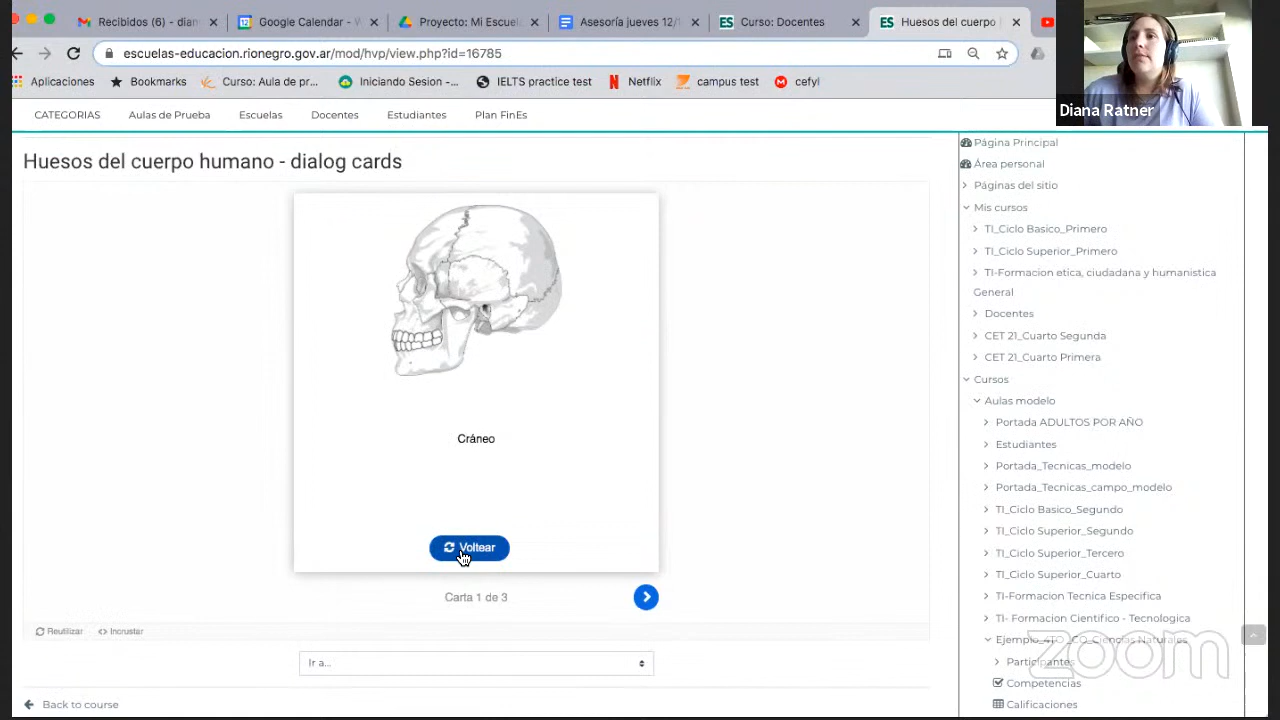 Recibidos (6) - dian
Google Calendar - W
Proyecto: Mi Escuel
Asesoría jueves 12/1
Curso: Docentes
Huesos del cuerpo
escuelas-educacion.rionegro.gov.ar/mod/hvp/view.php?id=16785
Aplicaciones
Bookmarks
Curso: Aula de pr...
Iniciando Sesion -...
IELTS practice test
Netflix
campus test
cefyl
Diana Ratner
CATEGORIAS
Aulas de Prueba
Escuelas
Docentes
Estudiantes
Plan FinEs
Huesos del cuerpo humano - dialog cards
Cráneo
Voltear
Carta 1 de 3
Reutilizar
Incrustar
Ir a...
Back to course
Página Principal
Área personal
Páginas del sitio
Mis cursos
TI_Ciclo Basico_Primero
TI_Ciclo Superior_Primero
TI-Formacion etica, ciudadana y humanistica
General
Docentes
CET 21_Cuarto Segunda
CET 21_Cuarto Primera
Cursos
Aulas modelo
Portada ADULTOS POR AÑO
Estudiantes
Portada_Tecnicas_modelo
Portada_Tecnicas_campo_modelo
TI_Ciclo Basico_Segundo
TI_Ciclo Superior_Segundo
TI_Ciclo Superior_Tercero
TI_Ciclo Superior_Cuarto
TI-Formacion Tecnica Especifica
TI- Formacion Cientifico - Tecnologica
Ejemplo_4TO_CO_Ciencias Naturales
Participantes
Competencias
Calificaciones
zoom